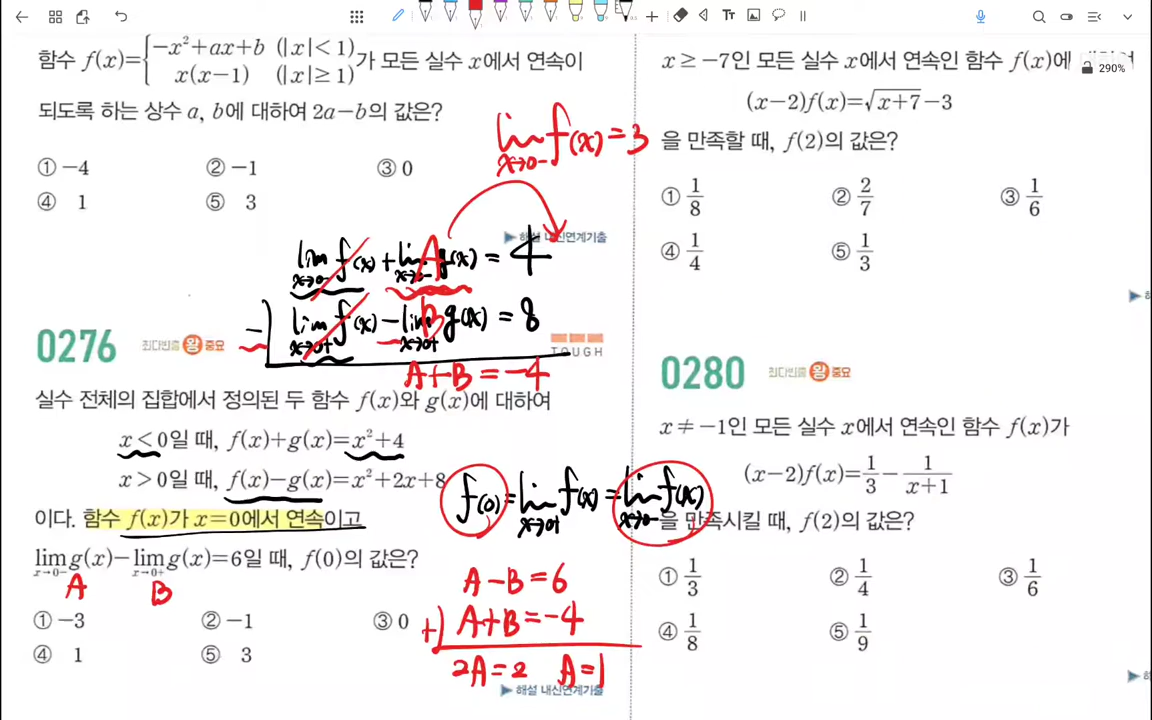 290%
함수 f(x)={-x²+ax+b (|x|<1)
x(x-1) (|x|≥1) 가 모든 실수 x에서 연속이
되도록 하는 상수 a, b에 대하여 2a-b의 값은?
① -4 ② -1 ③ 0
④ 1 ⑤ 3
해설 내신연계기출
lim x→0- f(x)=3
lim x→0- f(x) + lim x→0- g(x) = 4
A
lim x→0+ f(x) - lim x→0+ g(x) = 8
B
A+B=-4
0276 최다빈출 왕 중요
TOUGH
실수 전체의 집합에서 정의된 두 함수 f(x)와 g(x)에 대하여
x<0일 때, f(x)+g(x)=x²+4
x>0일 때, f(x)-g(x)=x²+2x+8
이다. 함수 f(x)가 x=0에서 연속이고
lim x→0- g(x)- lim x→0+ g(x)=6일 때, f(0)의 값은?
A B
① -3 ② -1 ③ 0
④ 1 ⑤ 3
f(0)= lim x→0+ f(x)= lim x→0- f(x)
A-B=6
+) A+B=-4
2A=2 A=1
해설 내신연계기출
x≥-7인 모든 실수 x에서 연속인 함수 f(x)에
(x-2)f(x)=√x+7-3
을 만족할 때, f(2)의 값은?
① 1/8 ② 2/7 ③ 1/6
④ 1/4 ⑤ 1/3
0280 최다빈출 왕 중요
x≠-1인 모든 실수 x에서 연속인 함수 f(x)가
(x-2)f(x)=1/3-1/x+1
을 만족시킬 때, f(2)의 값은?
① 1/3 ② 1/4 ③ 1/6
④ 1/8 ⑤ 1/9